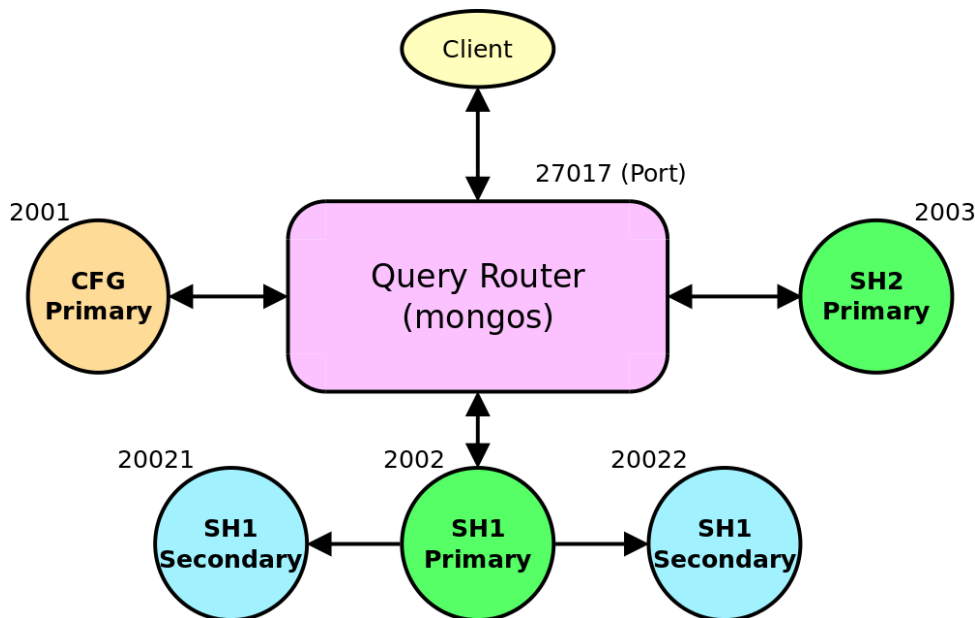 Client
27017 (Port)
2001
2003
CFG
Primary
Query Router
(mongos)
SH2
Primary
20021
2002
20022
SH1
Secondary
SH1
Primary
SH1
Secondary